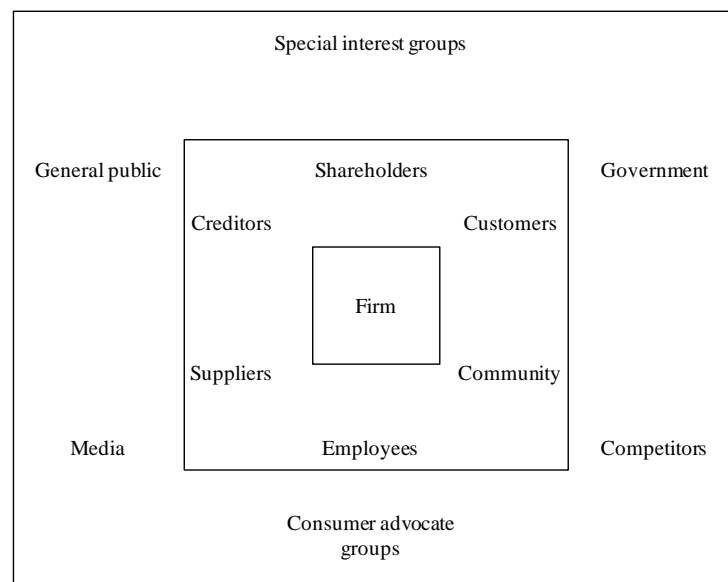 Special interest groups
General public
Shareholders
Government
Creditors
Customers
Firm
Suppliers
Community
Media
Employees
Competitors
Consumer advocate
groups